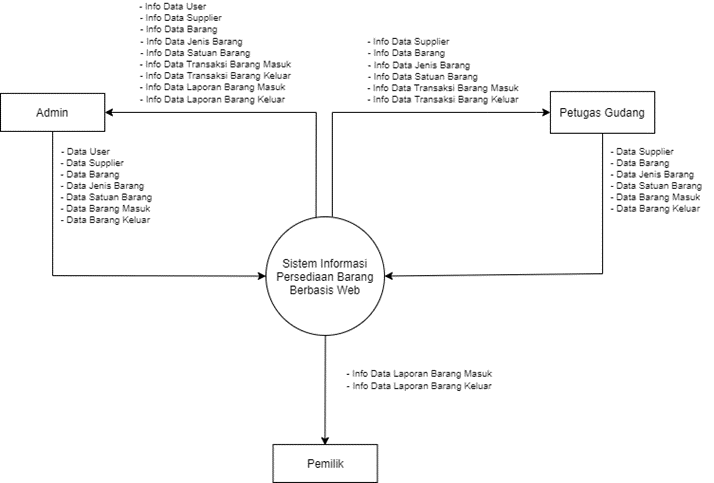 - Info Data User
- Info Data Supplier
- Info Data Barang
- Info Data Jenis Barang
- Info Data Satuan Barang
- Info Data Transaksi Barang Masuk
- Info Data Transaksi Barang Keluar
- Info Data Laporan Barang Masuk
- Info Data Laporan Barang Keluar
- Info Data Supplier
- Info Data Barang
- Info Data Jenis Barang
- Info Data Satuan Barang
- Info Data Transaksi Barang Masuk
- Info Data Transaksi Barang Keluar
Admin
Petugas Gudang
- Data User
- Data Supplier
- Data Barang
- Data Jenis Barang
- Data Satuan Barang
- Data Barang Masuk
- Data Barang Keluar
- Data Supplier
- Data Barang
- Data Jenis Barang
- Data Satuan Barang
- Data Barang Masuk
- Data Barang Keluar
Sistem Informasi
Persediaan Barang
Berbasis Web
- Info Data Laporan Barang Masuk
- Info Data Laporan Barang Keluar
Pemilik